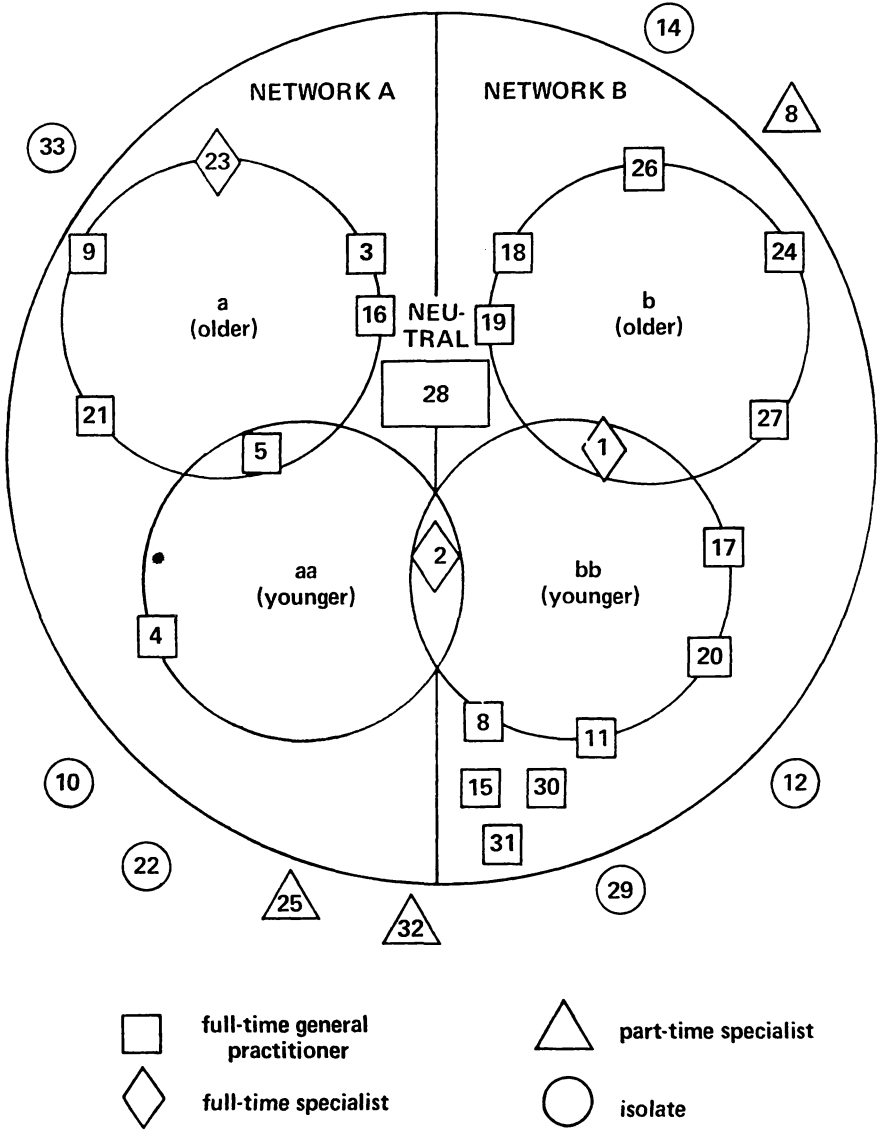 14
NETWORK A
NETWORK B
8
33
23
26
9
3
18
24
a
(older)
b
(older)
16
NEU-
TRAL
19
28
21
27
5
1
17
2
aa
(younger)
bb
(younger)
4
20
8
11
10
15
30
12
31
22
25
32
29
full-time general
practitioner
part-time specialist
full-time specialist
isolate